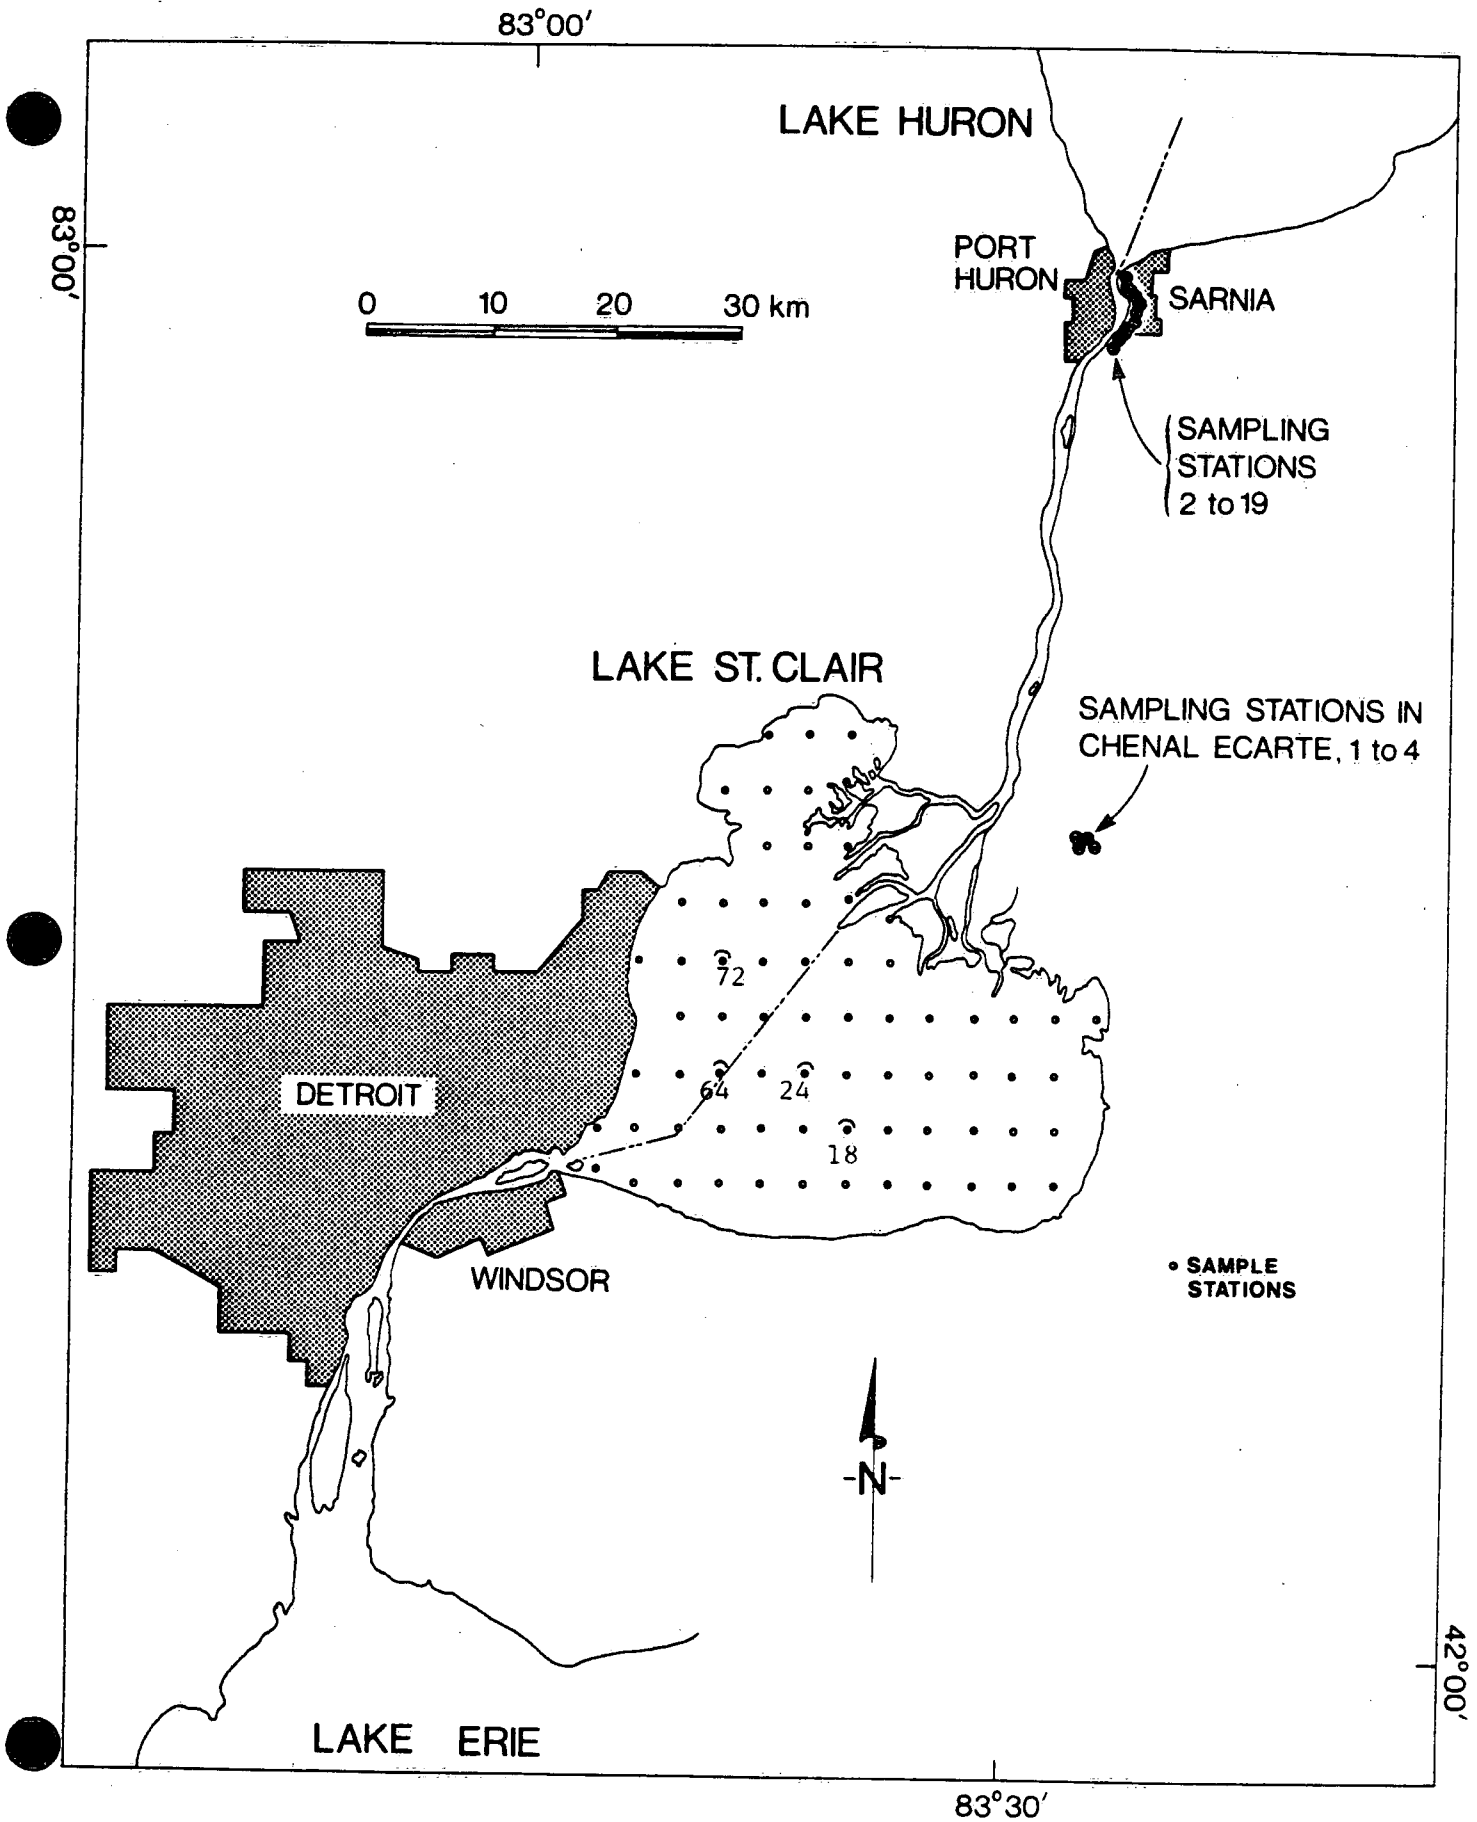 83°00'
LAKE HURON
83°00'
PORT
HURON
SARNIA
0 10 20 30 km
SAMPLING
STATIONS
2 to 19
LAKE ST. CLAIR
SAMPLING STATIONS IN
CHENAL ECARTE, 1 to 4
72
DETROIT
64
24
18
WINDSOR
SAMPLE
STATIONS
-N-
42°00'
LAKE ERIE
83°30'